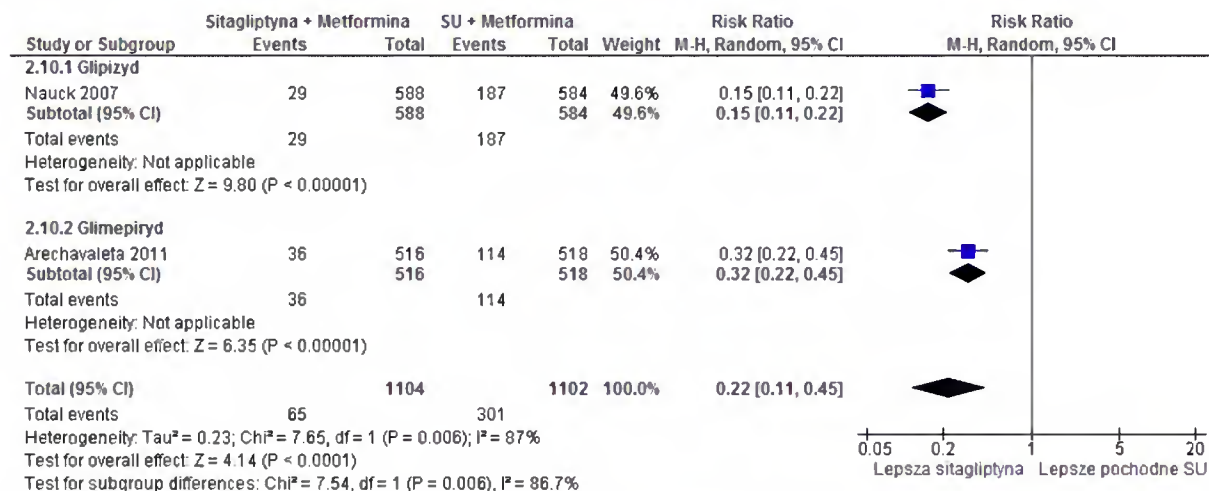 Sitagliptyna + Metformina SU + Metformina Risk Ratio Risk Ratio
Study or Subgroup Events Total Events Total Weight M-H, Random, 95% CI M-H, Random, 95% CI
2.10.1 Glipizyd
Nauck 2007 29 588 187 584 49.6% 0.15 [0.11, 0.22]
Subtotal (95% CI) 588 584 49.6% 0.15 [0.11, 0.22]
Total events 29 187
Heterogeneity: Not applicable
Test for overall effect: Z = 9.80 (P < 0.00001)
2.10.2 Glimepiryd
Arechavaleta 2011 36 516 114 518 50.4% 0.32 [0.22, 0.45]
Subtotal (95% CI) 516 518 50.4% 0.32 [0.22, 0.45]
Total events 36 114
Heterogeneity: Not applicable
Test for overall effect: Z = 6.35 (P < 0.00001)
Total (95% CI) 1104 1102 100.0% 0.22 [0.11, 0.45]
Total events 65 301
Heterogeneity: Tau² = 0.23; Chi² = 7.65, df = 1 (P = 0.006); I² = 87%
Test for overall effect: Z = 4.14 (P < 0.0001)
Test for subgroup differences: Chi² = 7.54, df = 1 (P = 0.006), I² = 86.7%
0.05 0.2 1 5 20
Lepsza sitagliptyna Lepsze pochodne SU